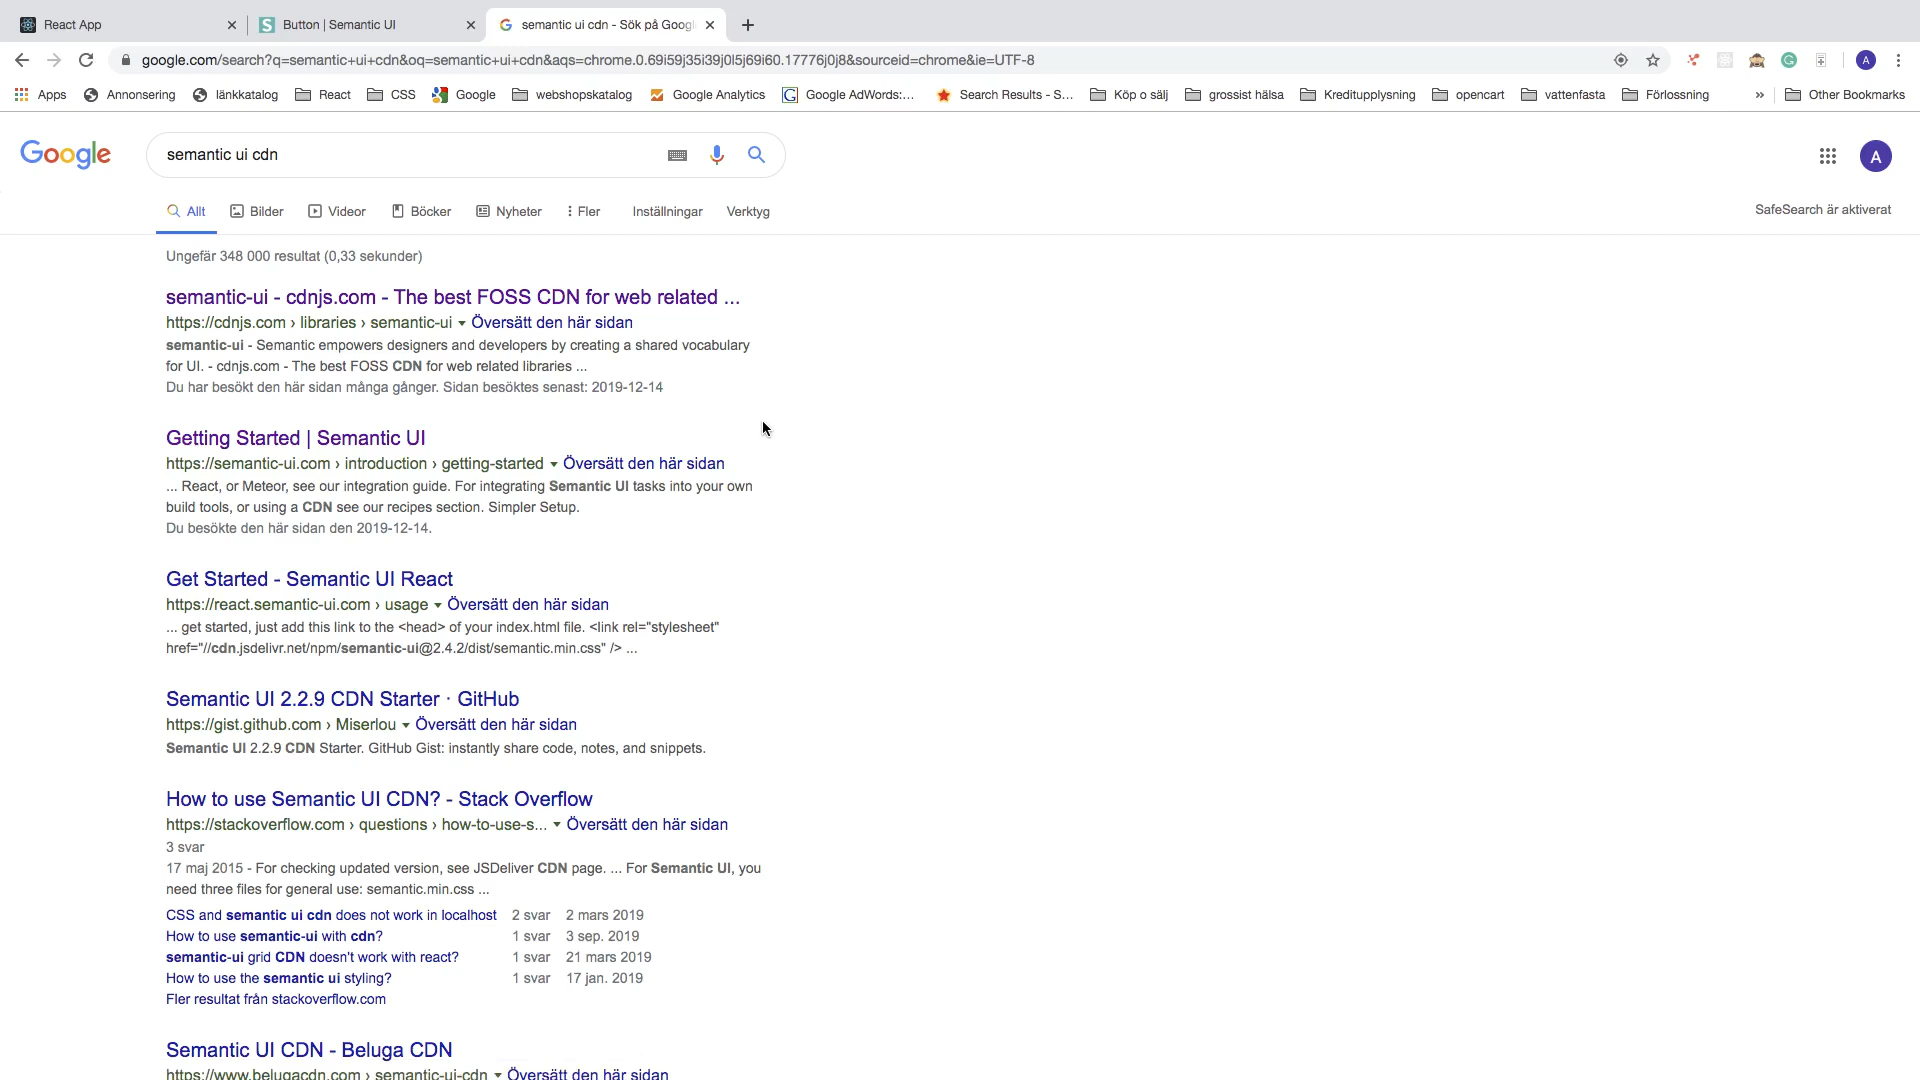 React App
Button | Semantic UI
semantic ui cdn - Sök på Goog
google.com/search?q=semantic+ui+cdn&oq=semantic+ui+cdn&aqs=chrome.0.69i59j35i39j0l5j69i60.17776j0j8&sourceid=chrome&ie=UTF-8
A
Apps Annonsering länkkatalog React CSS Google webshopskatalog Google Analytics Google AdWords:... Search Results - S... Köp o sälj grossist hälsa Kreditupplysning opencart vattenfasta Förlossning » Other Bookmarks
Google
semantic ui cdn
A
Allt Bilder Videor Böcker Nyheter Fler Inställningar Verktyg
SafeSearch är aktiverat
Ungefär 348 000 resultat (0,33 sekunder)
semantic-ui - cdnjs.com - The best FOSS CDN for web related ...
https://cdnjs.com › libraries › semantic-ui Översätt den här sidan
semantic-ui - Semantic empowers designers and developers by creating a shared vocabulary
for UI. - cdnjs.com - The best FOSS CDN for web related libraries ...
Du har besökt den här sidan många gånger. Sidan besöktes senast: 2019-12-14
Getting Started | Semantic UI
https://semantic-ui.com › introduction › getting-started Översätt den här sidan
... React, or Meteor, see our integration guide. For integrating Semantic UI tasks into your own
build tools, or using a CDN see our recipes section. Simpler Setup.
Du besökte den här sidan den 2019-12-14.
Get Started - Semantic UI React
https://react.semantic-ui.com › usage Översätt den här sidan
... get started, just add this link to the <head> of your index.html file. <link rel="stylesheet"
href="//cdn.jsdelivr.net/npm/semantic-ui@2.4.2/dist/semantic.min.css" /> ...
Semantic UI 2.2.9 CDN Starter · GitHub
https://gist.github.com › Miserlou Översätt den här sidan
Semantic UI 2.2.9 CDN Starter. GitHub Gist: instantly share code, notes, and snippets.
How to use Semantic UI CDN? - Stack Overflow
https://stackoverflow.com › questions › how-to-use-s... Översätt den här sidan
3 svar
17 maj 2015 - For checking updated version, see JSDeliver CDN page. ... For Semantic UI, you
need three files for general use: semantic.min.css ...
CSS and semantic ui cdn does not work in localhost 2 svar 2 mars 2019
How to use semantic-ui with cdn? 1 svar 3 sep. 2019
semantic-ui grid CDN doesn't work with react? 1 svar 21 mars 2019
How to use the semantic ui styling? 1 svar 17 jan. 2019
Fler resultat från stackoverflow.com
Semantic UI CDN - Beluga CDN
https://www.belugacdn.com › semantic-ui-cdn Översätt den här sidan